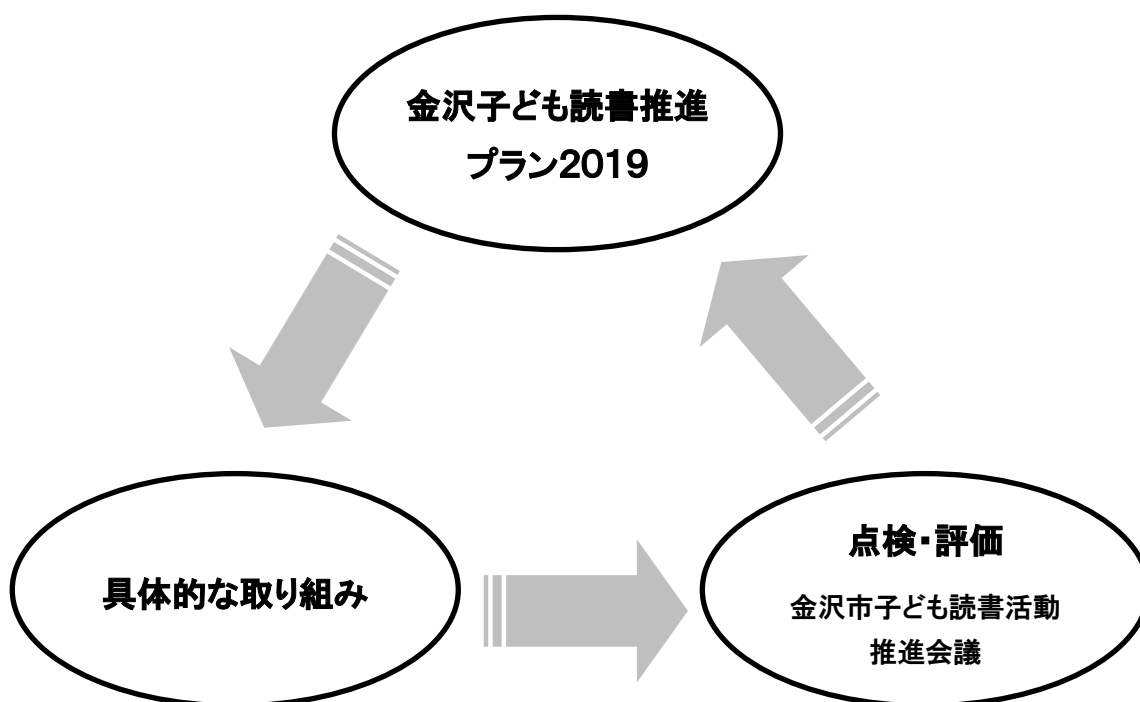 金沢子ども読書推進
プラン2019
具体的な取り組み
点検・評価
金沢市子ども読書活動
推進会議